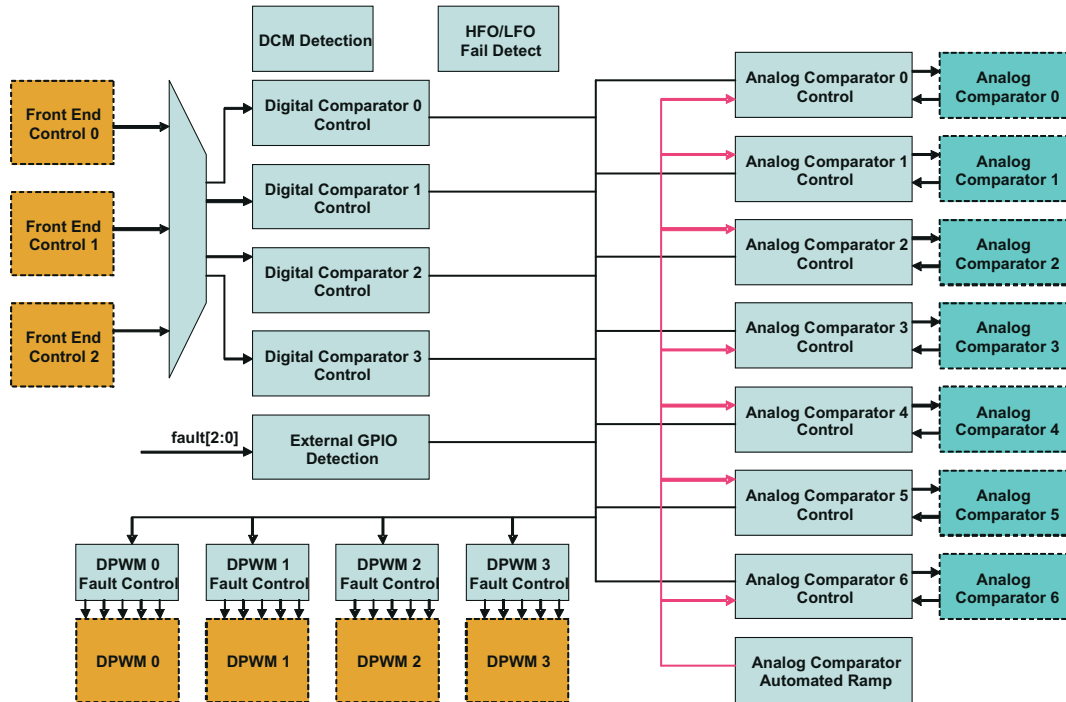 DCM Detection
HFO/LFO
Fail Detect
Front End
Control 0
Front End
Control 1
Front End
Control 2
Digital Comparator 0
Control
Digital Comparator 1
Control
Digital Comparator 2
Control
Digital Comparator 3
Control
fault[2:0]
External GPIO
Detection
Analog Comparator 0
Control
Analog
Comparator 0
Analog Comparator 1
Control
Analog
Comparator 1
Analog Comparator 2
Control
Analog
Comparator 2
Analog Comparator 3
Control
Analog
Comparator 3
Analog Comparator 4
Control
Analog
Comparator 4
Analog Comparator 5
Control
Analog
Comparator 5
Analog Comparator 6
Control
Analog
Comparator 6
Analog Comparator
Automated Ramp
DPWM 0
Fault Control
DPWM 1
Fault Control
DPWM 2
Fault Control
DPWM 3
Fault Control
DPWM 0
DPWM 1
DPWM 2
DPWM 3